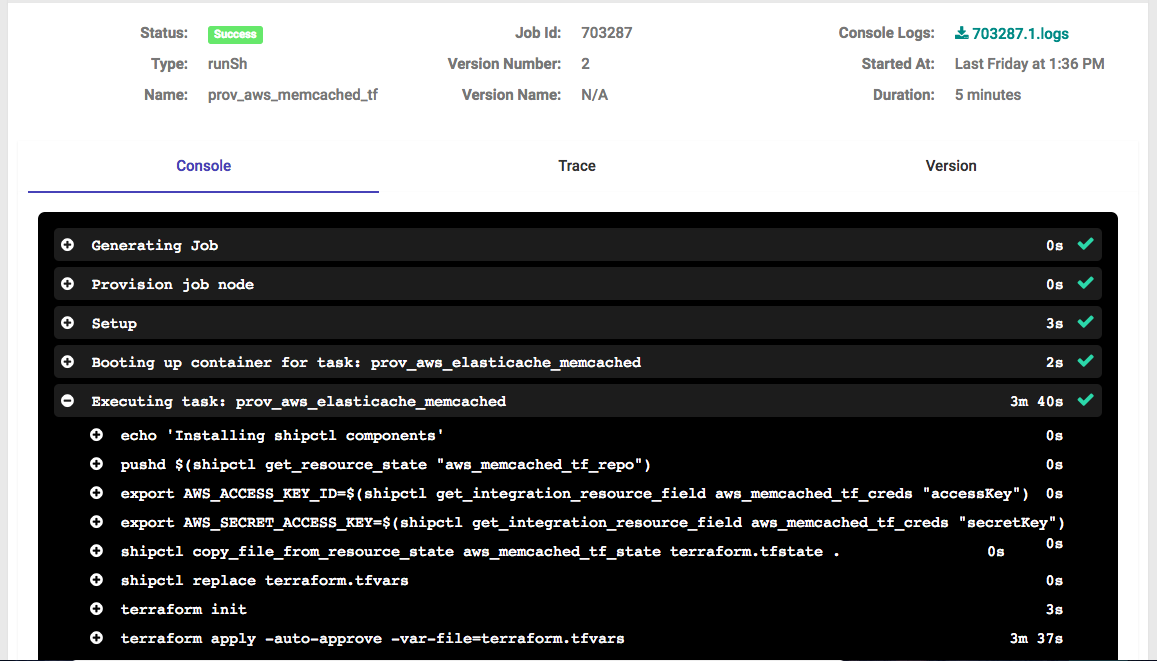 Status: Success Job Id: 703287 Console Logs: 703287.1.logs
Type: runSh Version Number: 2 Started At: Last Friday at 1:36 PM
Name: prov_aws_memcached_tf Version Name: N/A Duration: 5 minutes
Console Trace Version
Generating Job 0s
Provision job node 0s
Setup 3s
Booting up container for task: prov_aws_elasticache_memcached 2s
Executing task: prov_aws_elasticache_memcached 3m 40s
echo 'Installing shipctl components' 0s
pushd $(shipctl get_resource_state "aws_memcached_tf_repo") 0s
export AWS_ACCESS_KEY_ID=$(shipctl get_integration_resource_field aws_memcached_tf_creds "accessKey") 0s
export AWS_SECRET_ACCESS_KEY=$(shipctl get_integration_resource_field aws_memcached_tf_creds "secretKey")
0s
shipctl copy_file_from_resource_state aws_memcached_tf_state terraform.tfstate . 0s
shipctl replace terraform.tfvars 0s
terraform init 3s
terraform apply -auto-approve -var-file=terraform.tfvars 3m 37s